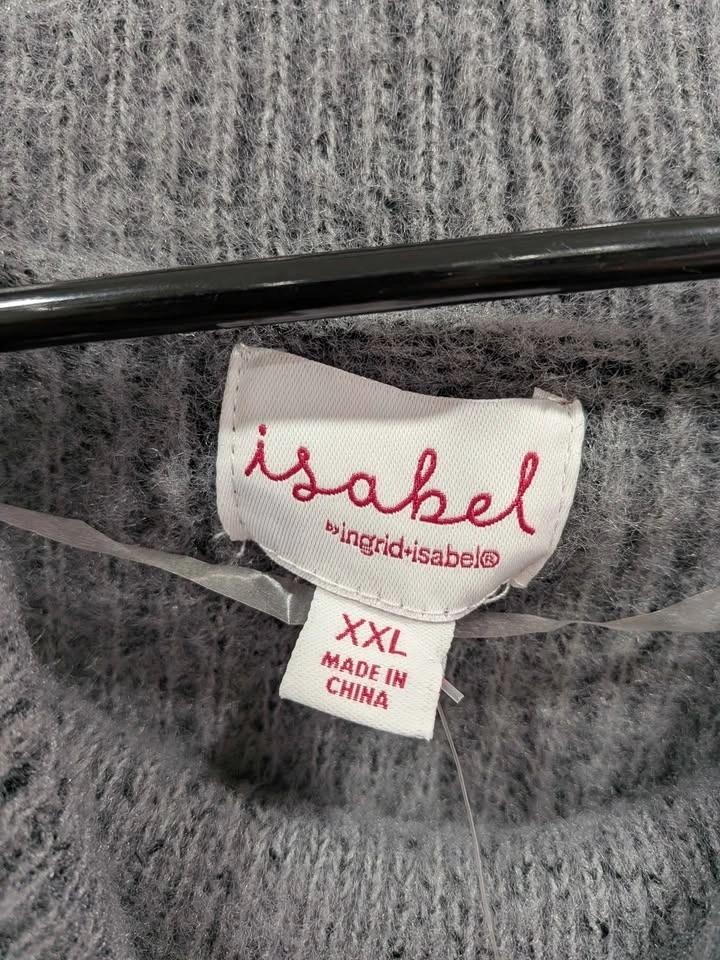 isabel
by ingrid+isabel®
XXL
MADE IN
CHINA